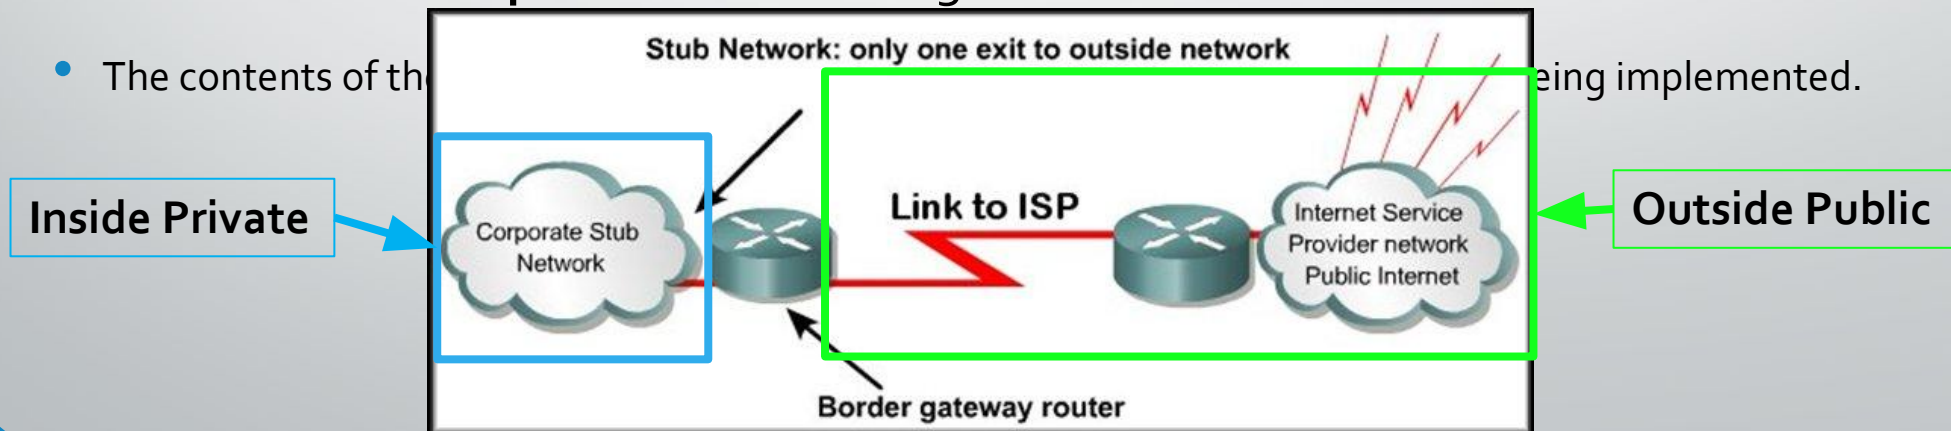 Stub Network: only one exit to outside network
The contents of the
eing implemented.
Inside Private
Corporate Stub
Network
Link to ISP
Internet Service
Provider network
Public Internet
Outside Public
Border gateway router